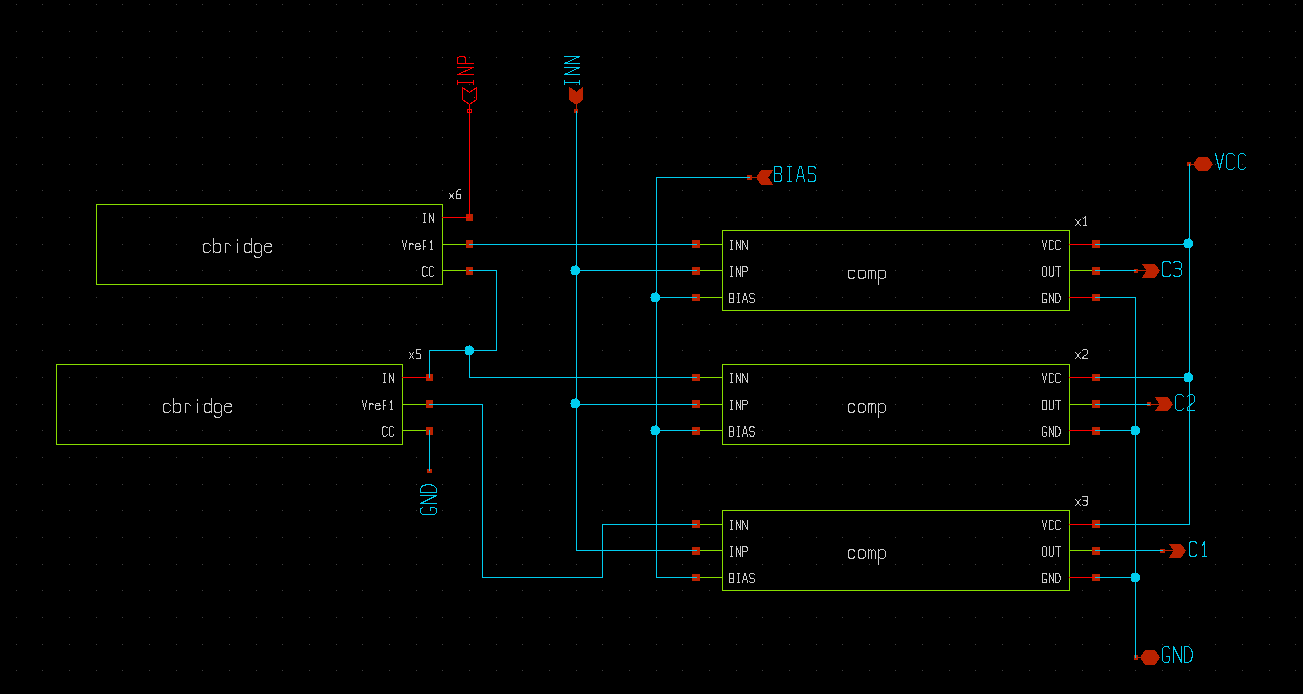 INP
INN
BIAS
VCC
x6
cbridge
IN
Vref1
CC
x1
comp
INN
INP
BIAS
VCC
OUT
GND
C3
x5
cbridge
IN
Vref1
CC
GND
x2
comp
INN
INP
BIAS
VCC
OUT
GND
C2
x3
comp
INN
INP
BIAS
VCC
OUT
GND
C1
GND